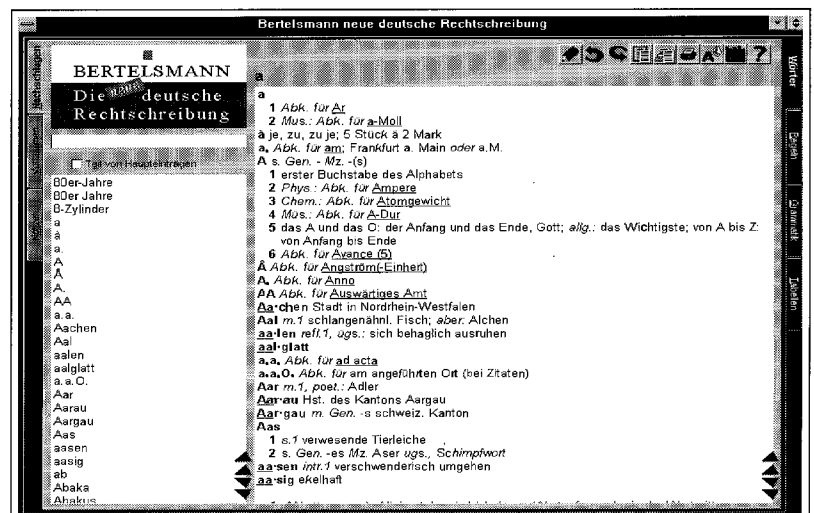 Bertelsmann neue deutsche Rechtschreibung
Nachschlagen
BERTELSMANN
Die neue deutsche
Rechtschreibung
Teil von Haupteinträgen
80er-Jahre
80er Jahre
8-Zylinder
a
à
a.
A
Å
A.
AA
a.a.
Aachen
Aal
aalen
aalglatt
a.a.O.
Aar
Aarau
Aargau
Aas
aasen
aasig
ab
Abaka
Abakus
a
a
1 Abk. für Ar
2 Mus.: Abk. für a-Moll
à je, zu, zu je; 5 Stück à 2 Mark
a. Abk. für am; Frankfurt a. Main oder a.M.
A s. Gen. - Mz. -(s)
1 erster Buchstabe des Alphabets
2 Phys.: Abk. für Ampere
3 Chem.: Abk. für Atomgewicht
4 Mus.: Abk. für A-Dur
5 das A und das O: der Anfang und das Ende, Gott; allg.: das Wichtigste; von A bis Z:
von Anfang bis Ende
6 Abk. für Avance (5)
Å Abk. für Angström(-Einheit)
A. Abk. für Anno
AA Abk. für Auswärtiges Amt
Aa·chen Stadt in Nordrhein-Westfalen
Aal m.1 schlangenähnl. Fisch; aber: Älchen
aa·len refl.1, ugs.: sich behaglich ausruhen
aal·glatt
a.a. Abk. für ad acta
a.a.O. Abk. für am angeführten Ort (bei Zitaten)
Aar m.1, poet.: Adler
Aar·au Hst. des Kantons Aargau
Aar·gau m. Gen. -s schweiz. Kanton
Aas
1 s.1 verwesende Tierleiche
2 s. Gen. -es Mz. Äser ugs., Schimpfwort
aa·sen intr.1 verschwenderisch umgehen
aa·sig ekelhaft
Wörter
Regeln
Grammatik
Tabellen